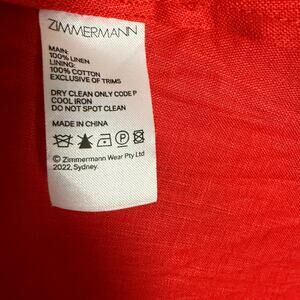 ZIMMERMANN
MAIN:
100% LINEN
LINING:
100% COTTON
EXCLUSIVE OF TRIMS
DRY CLEAN ONLY CODE P
COOL IRON
DO NOT SPOT CLEAN
MADE IN CHINA
P
© Zimmermann Wear Pty Ltd
2022, Sydney.